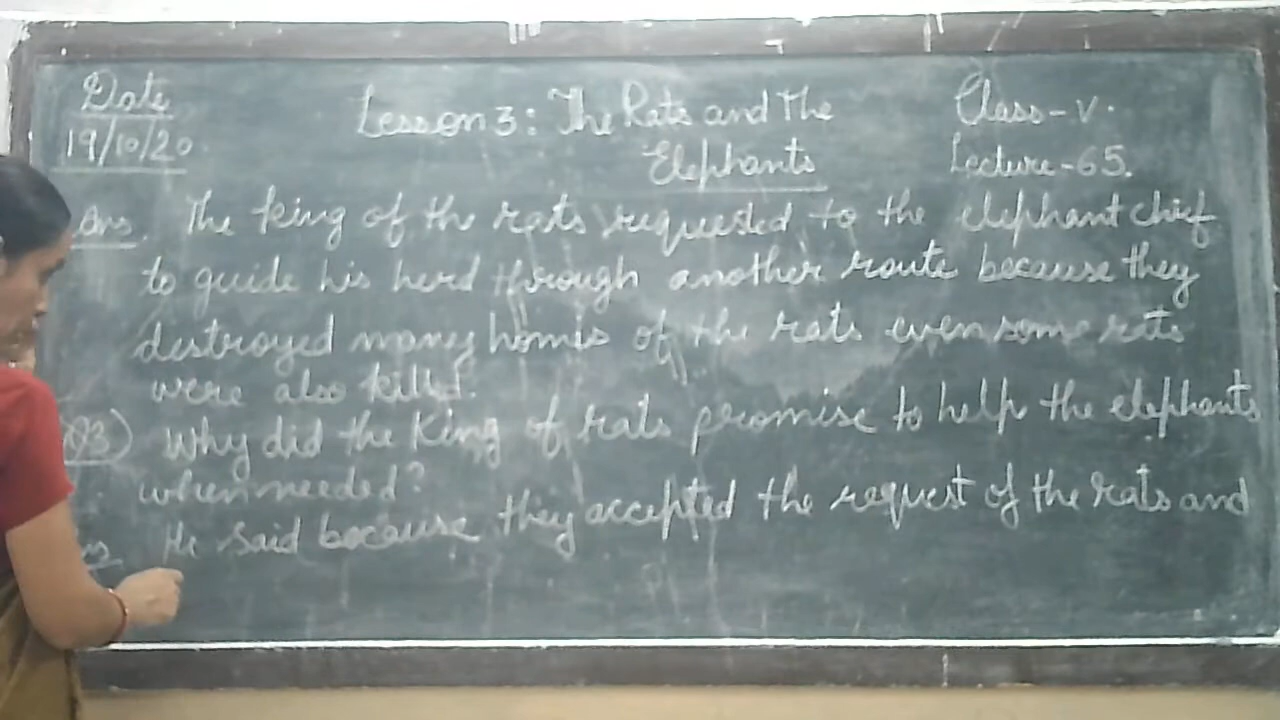 Date
19/10/20
Lesson 3: The Rats and The
Elephants
Class-V.
Lecture-65.
Ans. The king of the rats requested to the elephant chief
to guide his herd through another route because they
destroyed many homes of the rats even some rats
were also killed.
Q3) Why did the King of rats promise to help the elephants
when needed?
He said because they accepted the request of the rats and